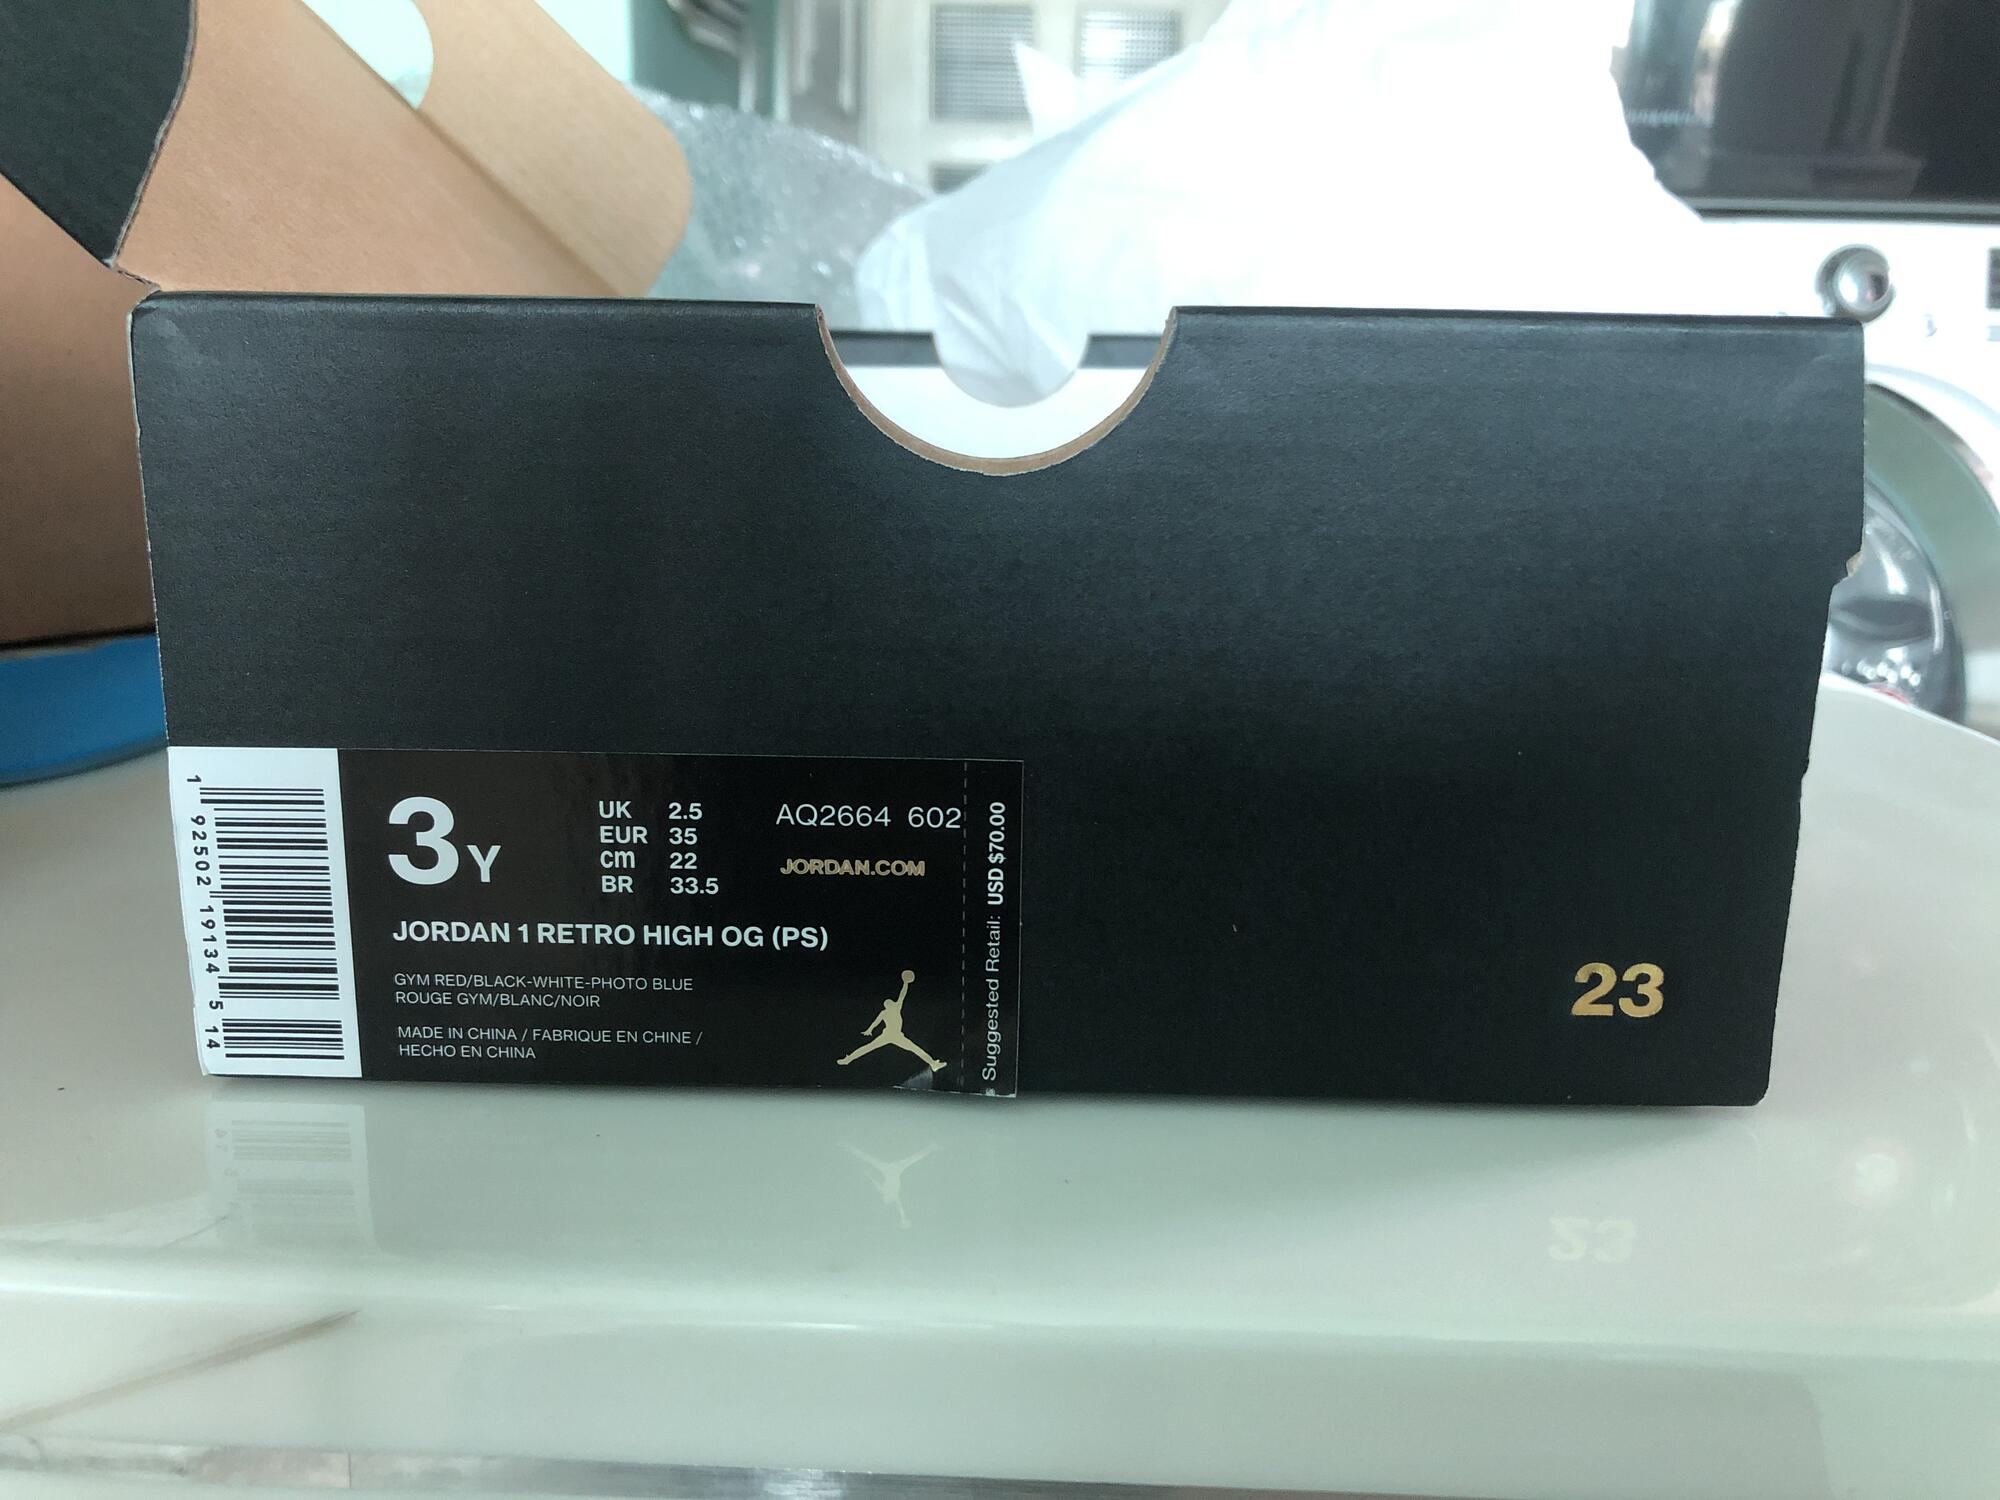 1 92502 19134 5 14
3Y
UK 2.5
EUR 35
cm 22
BR 33.5
AQ2664 602
JORDAN.COM
JORDAN 1 RETRO HIGH OG (PS)
GYM RED/BLACK-WHITE-PHOTO BLUE
ROUGE GYM/BLANC/NOIR
MADE IN CHINA / FABRIQUE EN CHINE /
HECHO EN CHINA
Suggested Retail: USD $70.00
23